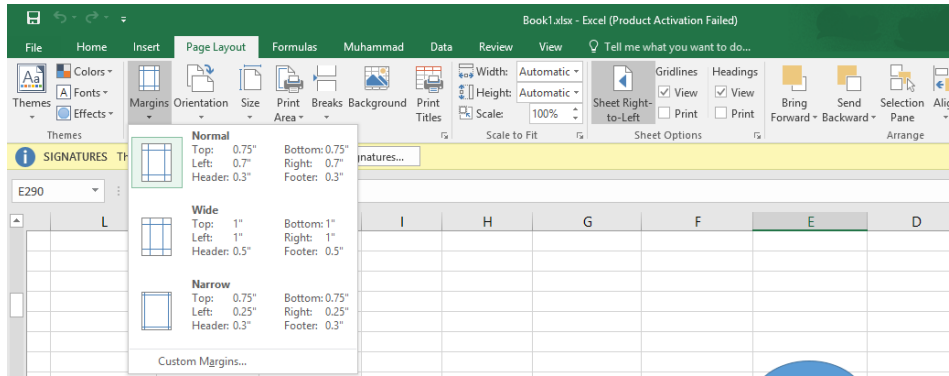 Book1.xlsx - Excel (Product Activation Failed)
File Home Insert Page Layout Formulas Muhammad Data Review View Tell me what you want to do...
Colors
Fonts
Effects
Themes
Themes
Margins
Orientation
Size
Print Area
Breaks
Background
Print Titles
Width: Automatic
Height: Automatic
Scale: 100%
Scale to Fit
Sheet Right-to-Left
Gridlines Headings
View View
Print Print
Sheet Options
Bring Forward
Send Backward
Selection Pane
Arrange
SIGNATURES
E290
L I H G F E D
Normal
Top: 0.75" Bottom: 0.75"
Left: 0.7" Right: 0.7"
Header: 0.3" Footer: 0.3"
Wide
Top: 1" Bottom: 1"
Left: 1" Right: 1"
Header: 0.5" Footer: 0.5"
Narrow
Top: 0.75" Bottom: 0.75"
Left: 0.25" Right: 0.25"
Header: 0.3" Footer: 0.3"
Custom Margins...